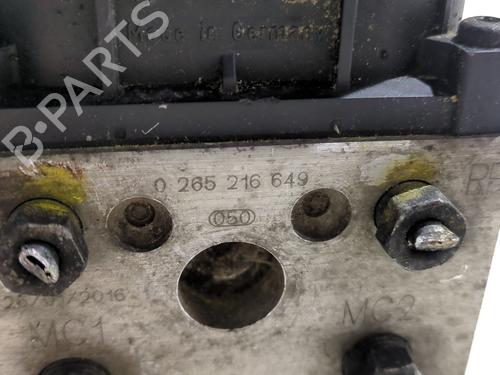 Made in Germany
B-PARTS
0 265 216 649
050
MC1
MC2